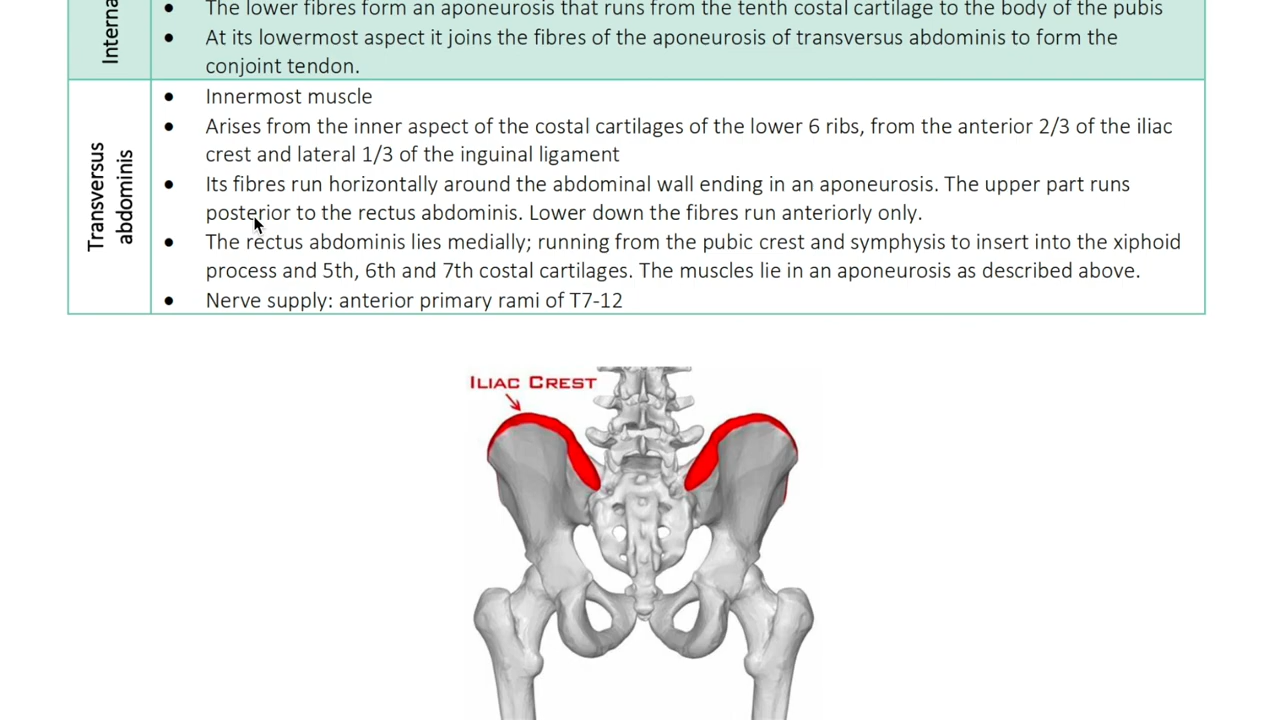 The lower fibres form an aponeurosis that runs from the tenth costal cartilage to the body of the pubis
• At its lowermost aspect it joins the fibres of the aponeurosis of transversus abdominis to form the
conjoint tendon.
Transversus
abdominis
• Innermost muscle
• Arises from the inner aspect of the costal cartilages of the lower 6 ribs, from the anterior 2/3 of the iliac
crest and lateral 1/3 of the inguinal ligament
• Its fibres run horizontally around the abdominal wall ending in an aponeurosis. The upper part runs
posterior to the rectus abdominis. Lower down the fibres run anteriorly only.
• The rectus abdominis lies medially; running from the pubic crest and symphysis to insert into the xiphoid
process and 5th, 6th and 7th costal cartilages. The muscles lie in an aponeurosis as described above.
• Nerve supply: anterior primary rami of T7-12
ILIAC CREST